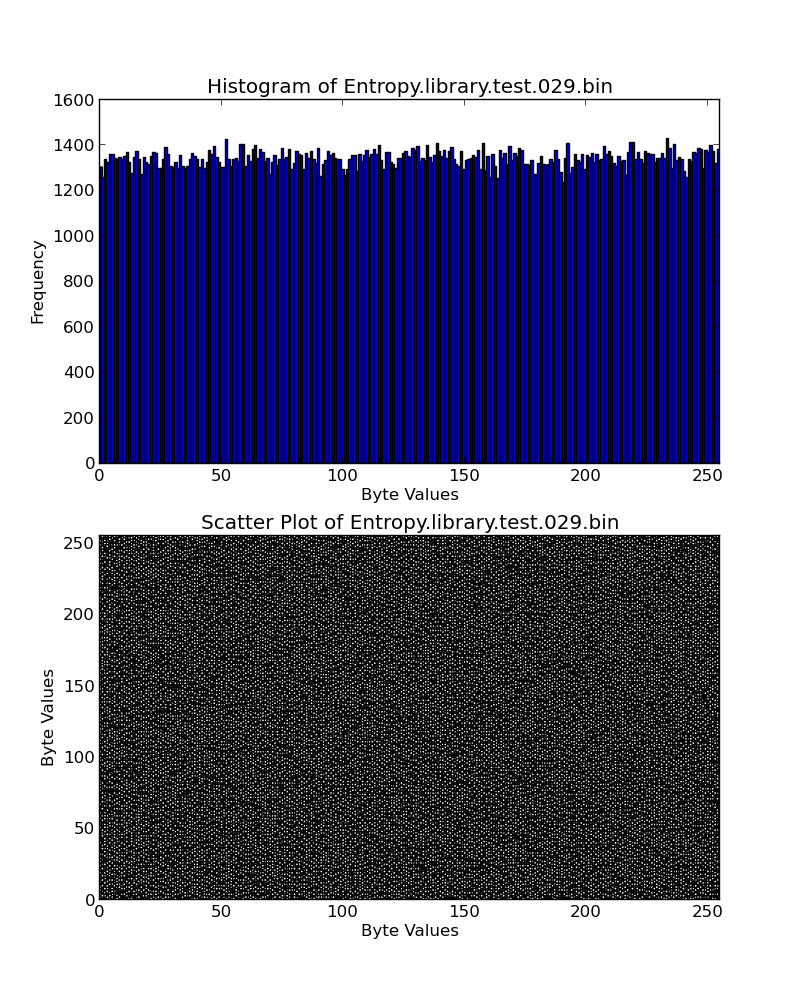 Histogram of Entropy.library.test.029.bin
1600
1400
1200
1000
800
600
400
200
0
Frequency
0 50 100 150 200 250
Byte Values
Scatter Plot of Entropy.library.test.029.bin
250
200
150
100
50
0
Byte Values
0 50 100 150 200 250
Byte Values